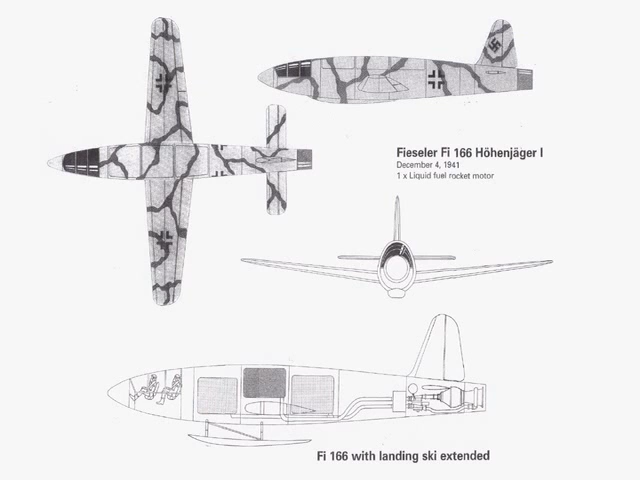 Fieseler Fi 166 Höhenjäger I
December 4, 1941
1 x Liquid fuel rocket motor
Fi 166 with landing ski extended